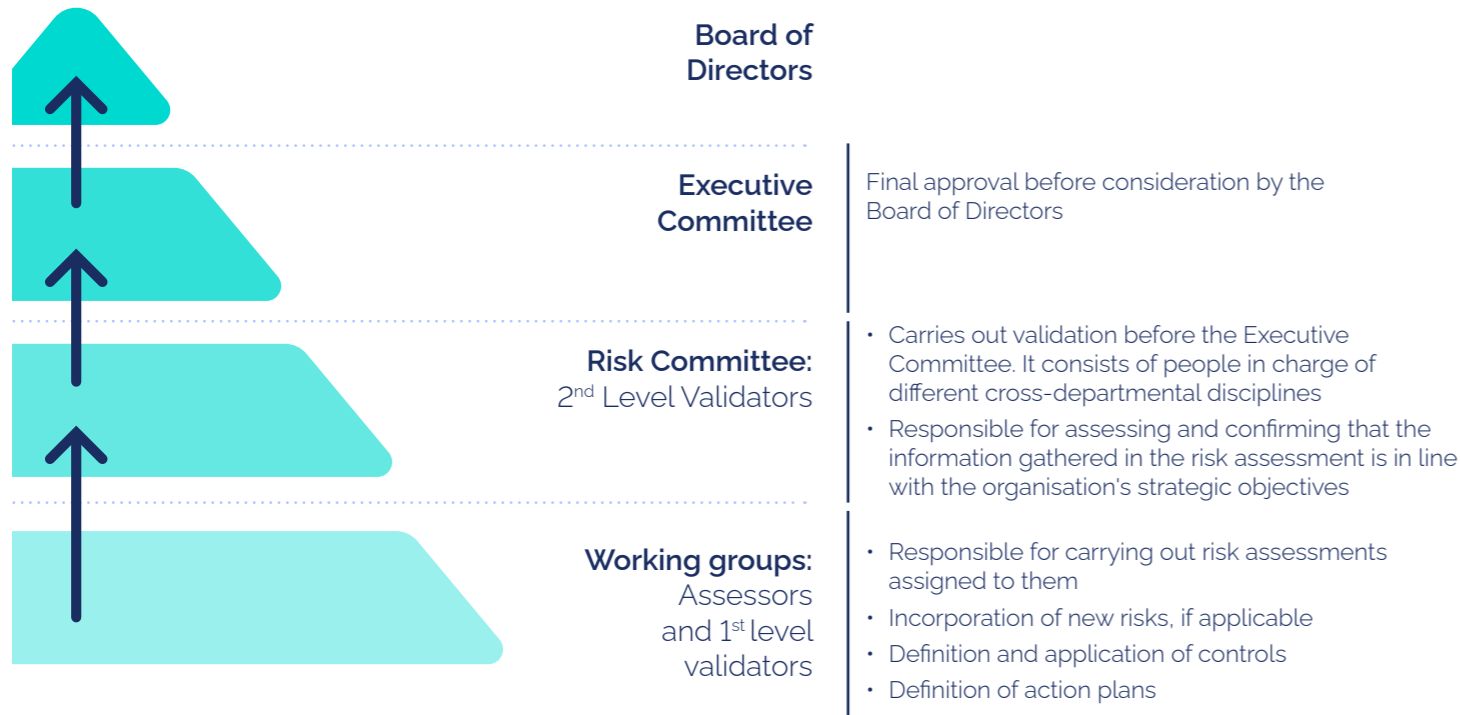 Board of
Directors
Executive
Committee
Final approval before consideration by the
Board of Directors
Risk Committee:
2nd Level Validators
• Carries out validation before the Executive
Committee. It consists of people in charge of
different cross-departmental disciplines
• Responsible for assessing and confirming that the
information gathered in the risk assessment is in line
with the organisation's strategic objectives
Working groups:
Assessors
and 1st level
validators
• Responsible for carrying out risk assessments
assigned to them
• Incorporation of new risks, if applicable
• Definition and application of controls
• Definition of action plans